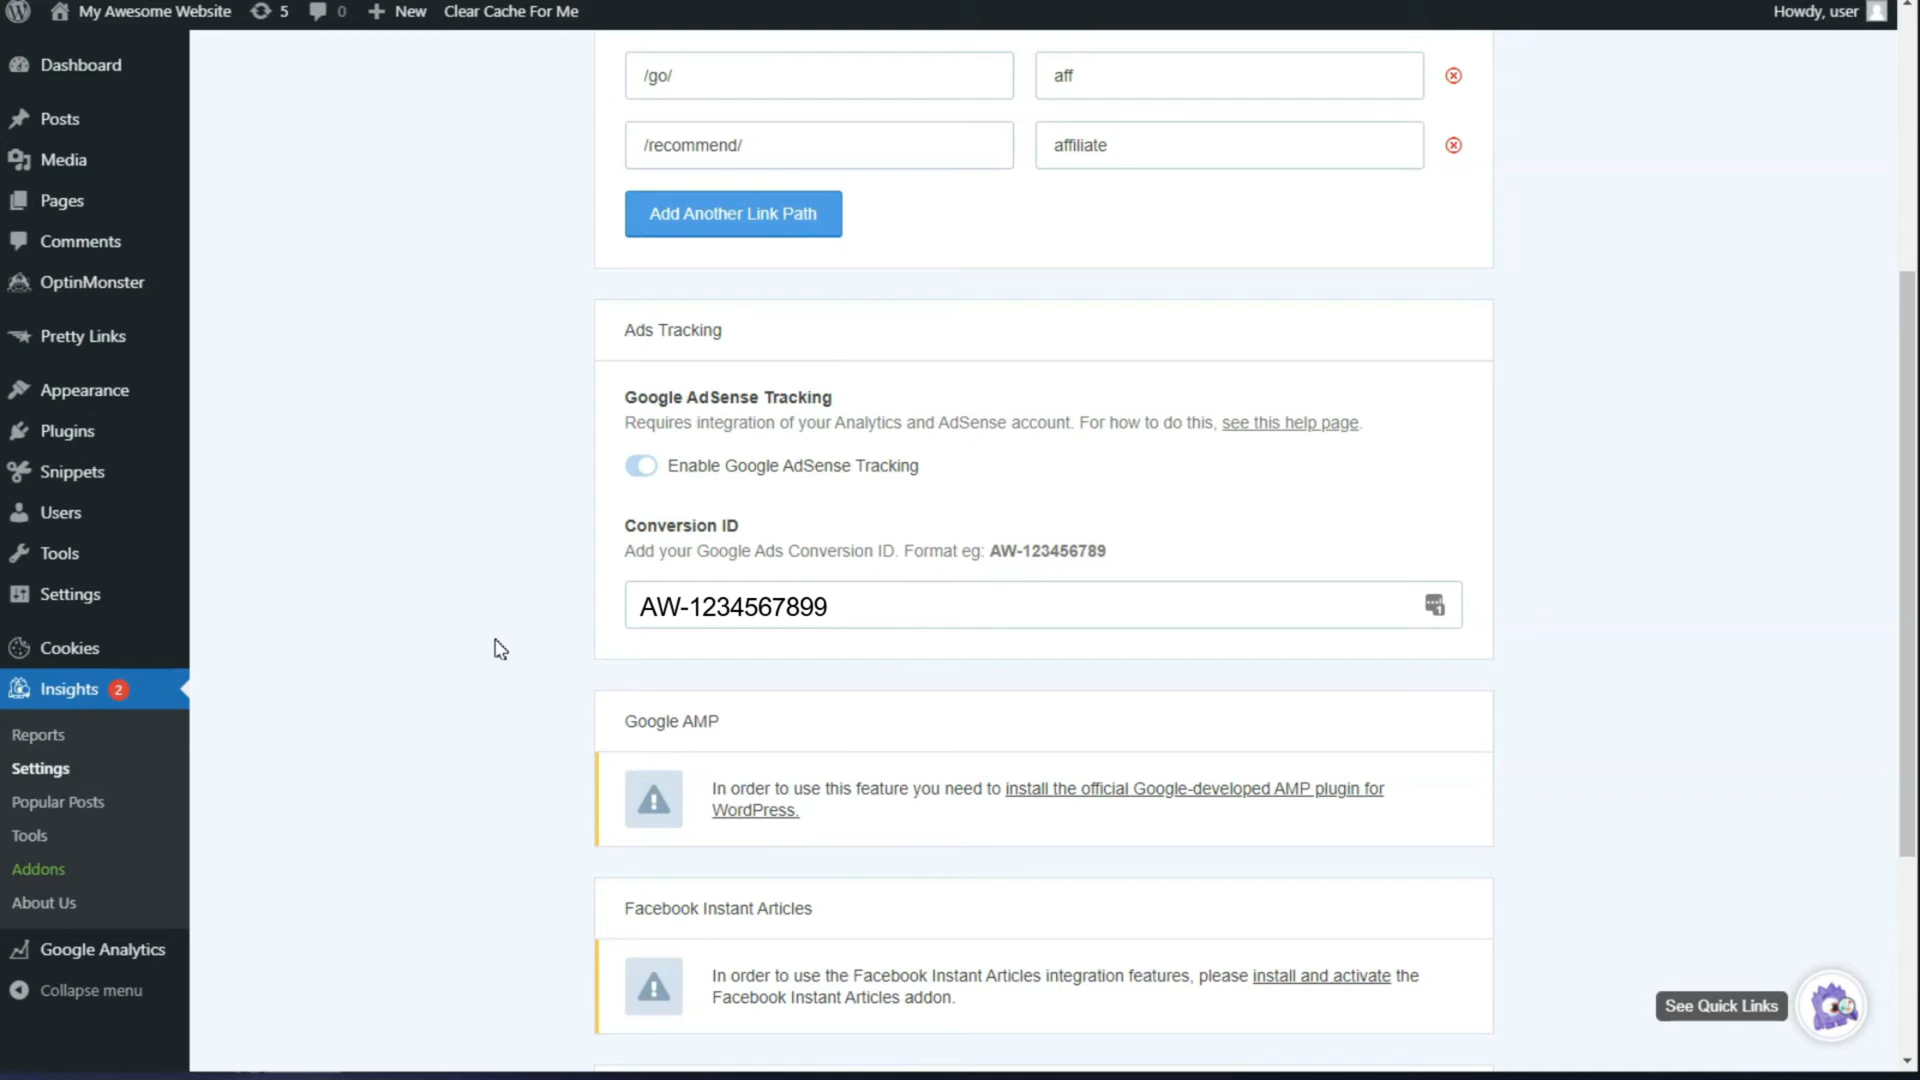 My Awesome Website 5 0 New Clear Cache For Me Howdy, user
Dashboard
Posts
Media
Pages
Comments
OptinMonster
Pretty Links
Appearance
Plugins
Snippets
Users
Tools
Settings
Cookies
Insights 2
Reports
Settings
Popular Posts
Tools
Addons
About Us
Google Analytics
Collapse menu
/go/ aff
/recommend/ affiliate
Add Another Link Path
Ads Tracking
Google AdSense Tracking
Requires integration of your Analytics and AdSense account. For how to do this, see this help page.
Enable Google AdSense Tracking
Conversion ID
Add your Google Ads Conversion ID. Format eg: AW-123456789
AW-1234567899
1
Google AMP
In order to use this feature you need to install the official Google-developed AMP plugin for
WordPress.
Facebook Instant Articles
In order to use the Facebook Instant Articles integration features, please install and activate the
Facebook Instant Articles addon.
See Quick Links